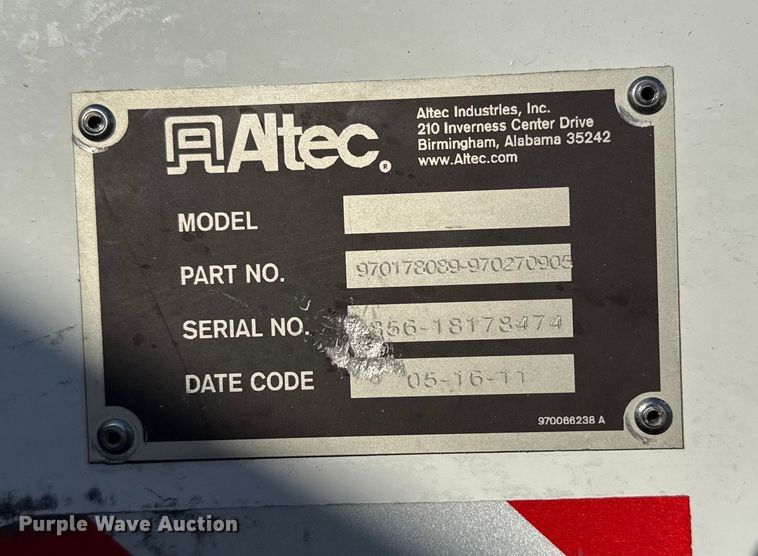 Altec®
Altec Industries, Inc.
210 Inverness Center Drive
Birmingham, Alabama 35242
www.Altec.com
MODEL
PART NO. 970178089-970270905
SERIAL NO. 856-18178474
DATE CODE 05-16-11
970066238 A
Purple Wave Auction